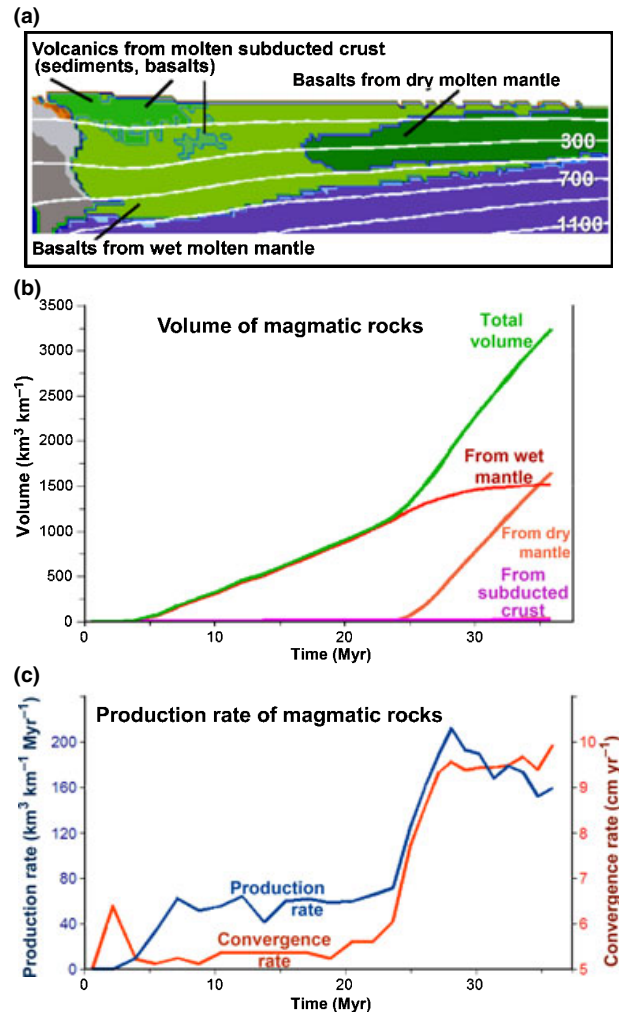 (a)
Volcanics from molten subducted crust
(sediments, basalts)
Basalts from dry molten mantle
300
700
1100
Basalts from wet molten mantle
(b)
Volume of magmatic rocks
Volume (km³ km⁻¹)
3500
3000
2500
2000
1500
1000
500
0
Total
volume
From wet
mantle
From dry
mantle
From
subducted
crust
0
10
20
30
Time (Myr)
(c)
Production rate of magmatic rocks
Production rate (km³ km⁻¹ Myr⁻¹)
200
160
120
80
40
0
Production
rate
Convergence
rate
10
9
8
7
6
5
Convergence rate (cm yr⁻¹)
0
10
20
30
Time (Myr)